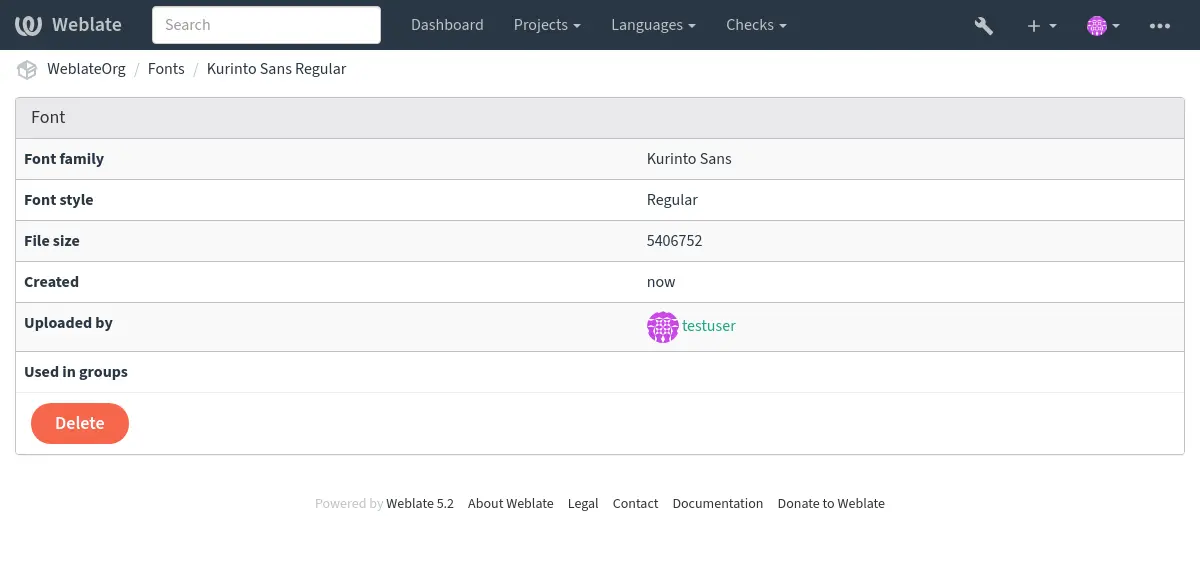 Weblate Search Dashboard Projects Languages Checks
WeblateOrg / Fonts / Kurinto Sans Regular
Font
Font family Kurinto Sans
Font style Regular
File size 5406752
Created now
Uploaded by testuser
Used in groups
Delete
Powered by Weblate 5.2 About Weblate Legal Contact Documentation Donate to Weblate